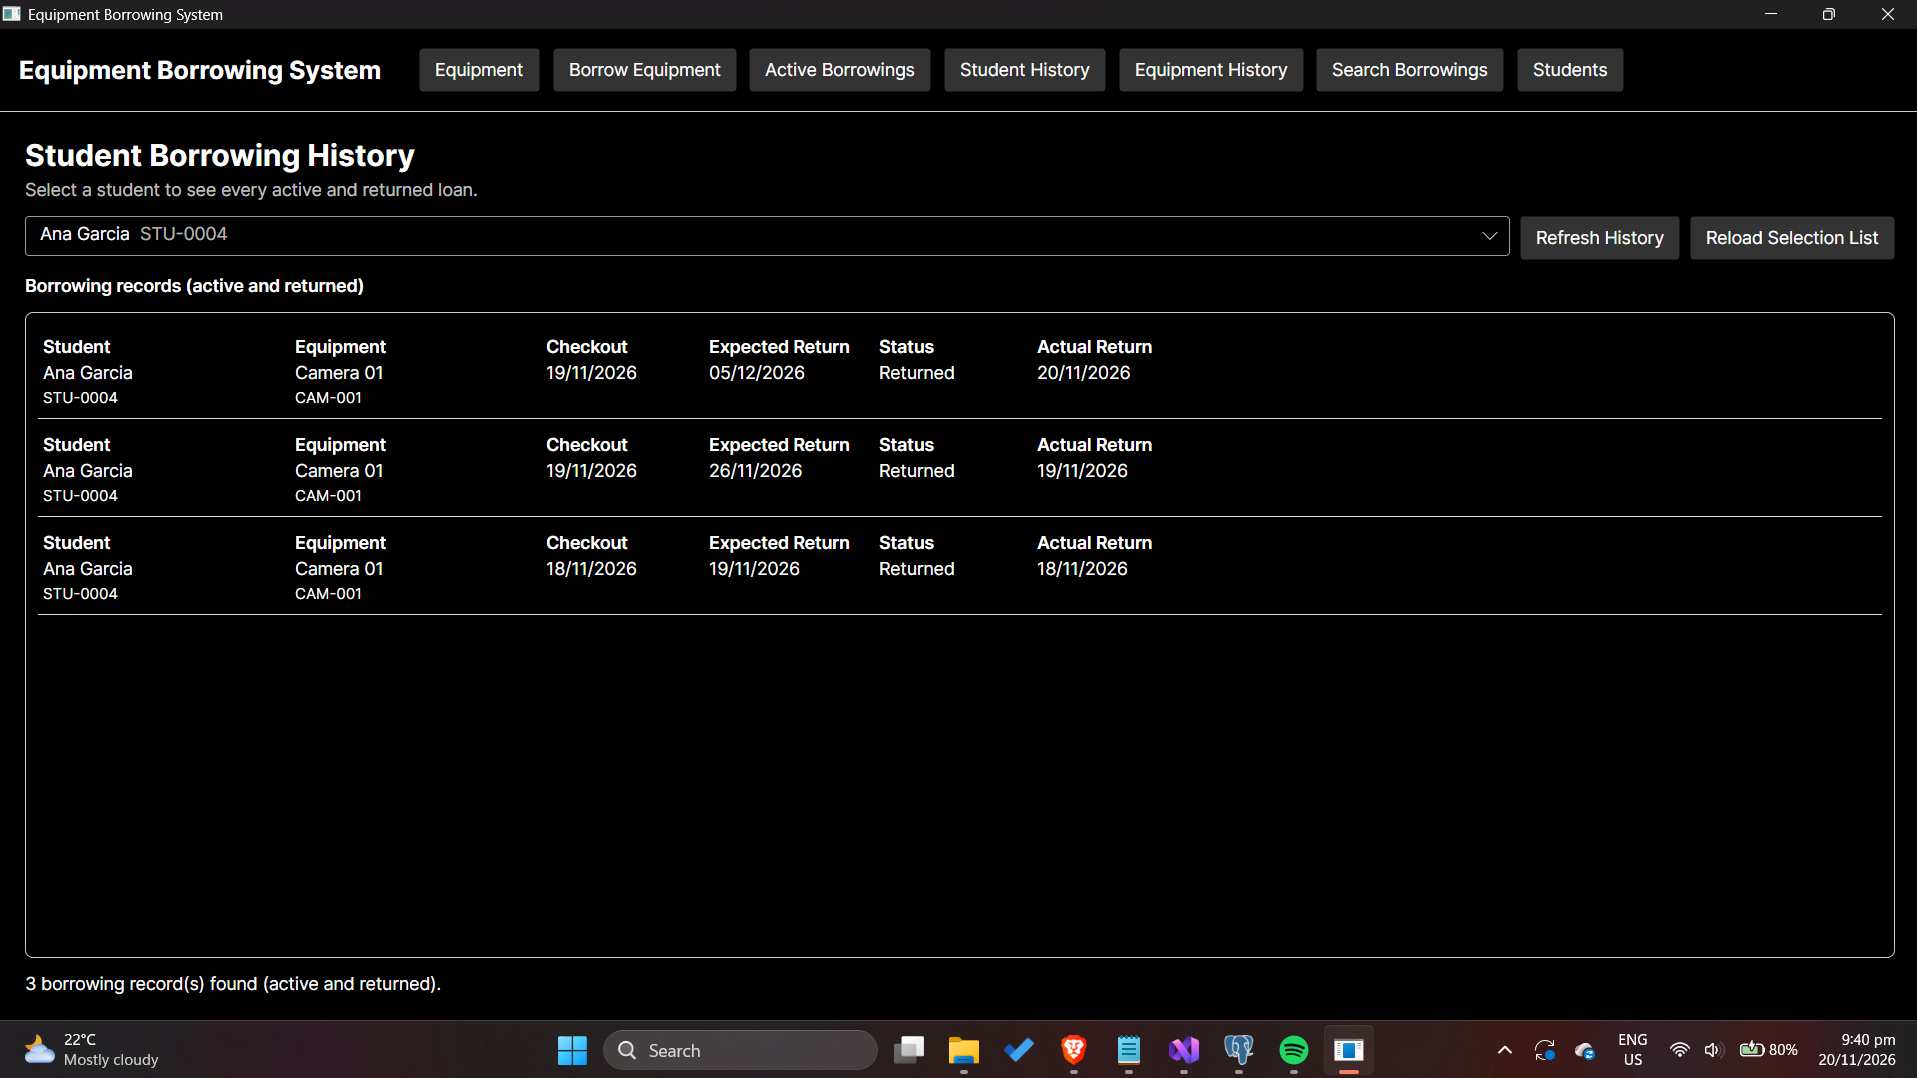 Equipment Borrowing System
Equipment Borrowing System
Equipment
Borrow Equipment
Active Borrowings
Student History
Equipment History
Search Borrowings
Students
Student Borrowing History
Select a student to see every active and returned loan.
Ana Garcia STU-0004
Refresh History
Reload Selection List
Borrowing records (active and returned)
Student Equipment Checkout Expected Return Status Actual Return
Ana Garcia Camera 01 19/11/2026 05/12/2026 Returned 20/11/2026
STU-0004 CAM-001
Student Equipment Checkout Expected Return Status Actual Return
Ana Garcia Camera 01 19/11/2026 26/11/2026 Returned 19/11/2026
STU-0004 CAM-001
Student Equipment Checkout Expected Return Status Actual Return
Ana Garcia Camera 01 18/11/2026 19/11/2026 Returned 18/11/2026
STU-0004 CAM-001
3 borrowing record(s) found (active and returned).
22°C
Mostly cloudy
Search
ENG
US
80%
9:40 pm
20/11/2026